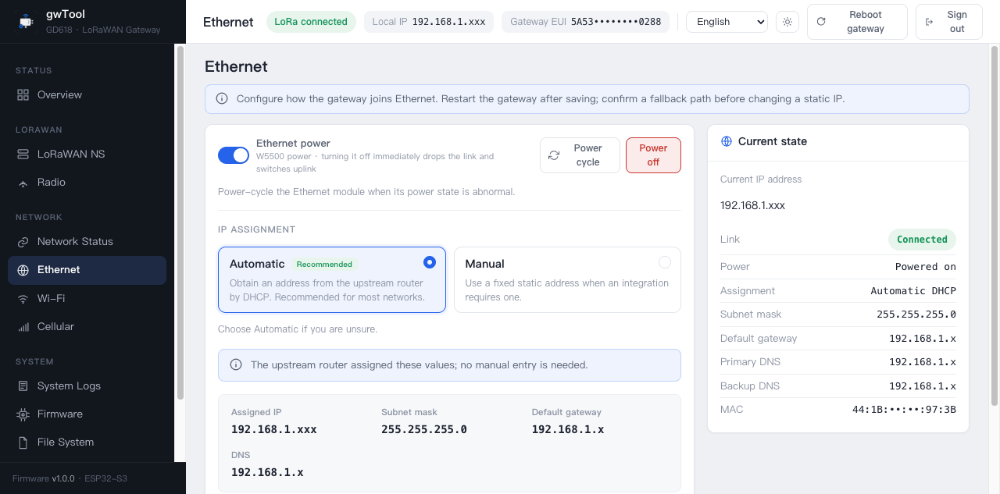 gwTool
GD618 · LoRaWAN Gateway
STATUS
Overview
LORAWAN
LoRaWAN NS
Radio
NETWORK
Network Status
Ethernet
Wi-Fi
Cellular
SYSTEM
System Logs
Firmware
File System
Firmware v1.0.0 · ESP32-S3
Ethernet
LoRa connected
Local IP 192.168.1.xxx
Gateway EUI 5A53••••••••0288
English
Reboot
gateway
Sign
out
Ethernet
Configure how the gateway joins Ethernet. Restart the gateway after saving; confirm a fallback path before changing a static IP.
Ethernet power
W5500 power · turning it off immediately drops the link and
switches uplink
Power
cycle
Power
off
Power-cycle the Ethernet module when its power state is abnormal.
IP ASSIGNMENT
Automatic Recommended
Obtain an address from the upstream router
by DHCP. Recommended for most networks.
Manual
Use a fixed static address when an integration
requires one.
Choose Automatic if you are unsure.
The upstream router assigned these values; no manual entry is needed.
Assigned IP
192.168.1.xxx
Subnet mask
255.255.255.0
Default gateway
192.168.1.x
DNS
192.168.1.x
Current state
Current IP address
192.168.1.xxx
Link Connected
Power Powered on
Assignment Automatic DHCP
Subnet mask 255.255.255.0
Default gateway 192.168.1.x
Primary DNS 192.168.1.x
Backup DNS 192.168.1.x
MAC 44:1B:••:••:97:3B